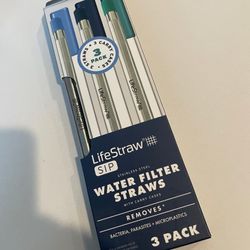 3
PACK
LifeStraw
SIP
STAINLESS STEEL
WATER FILTER
STRAWS
WITH CARRY CASES
REMOVES
BACTERIA, PARASITES + MICROPLASTICS
3 PACK